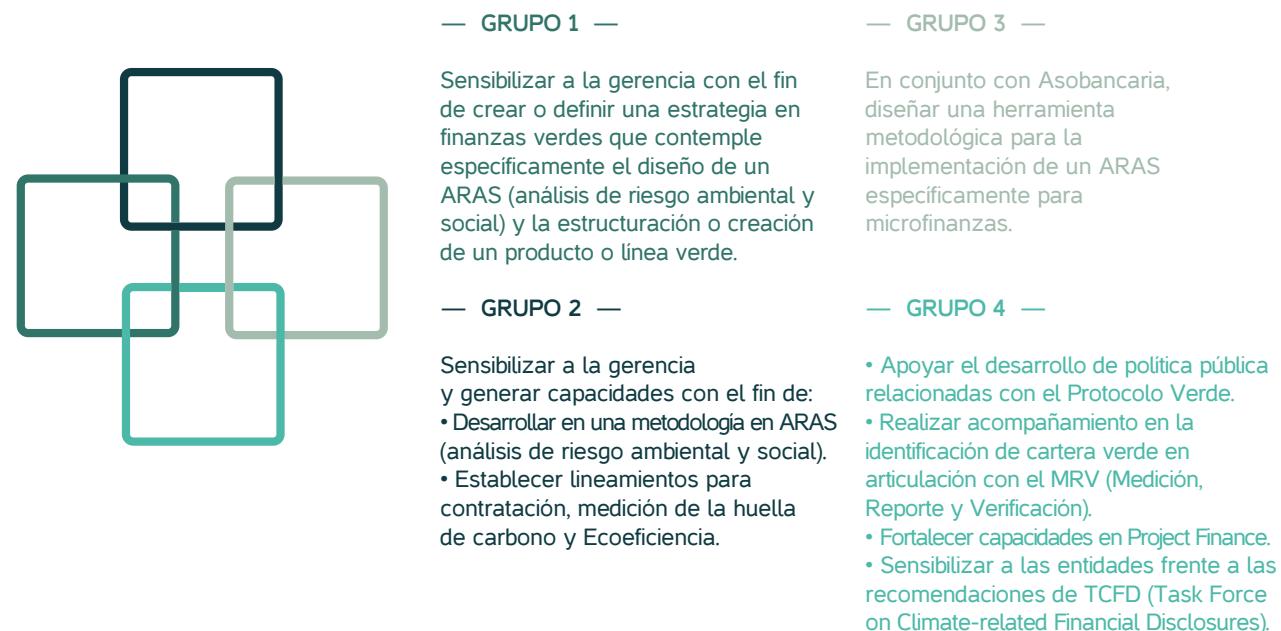 — GRUPO 1 —
Sensibilizar a la gerencia con el fin
de crear o definir una estrategia en
finanzas verdes que contemple
específicamente el diseño de un
ARAS (análisis de riesgo ambiental y
social) y la estructuración o creación
de un producto o línea verde.
— GRUPO 2 —
Sensibilizar a la gerencia
y generar capacidades con el fin de:
• Desarrollar en una metodología en ARAS
(análisis de riesgo ambiental y social).
• Establecer lineamientos para
contratación, medición de la huella
de carbono y Ecoeficiencia.
— GRUPO 3 —
En conjunto con Asobancaria,
diseñar una herramienta
metodológica para la
implementación de un ARAS
específicamente para
microfinanzas.
— GRUPO 4 —
• Apoyar el desarrollo de política pública
relacionadas con el Protocolo Verde.
• Realizar acompañamiento en la
identificación de cartera verde en
articulación con el MRV (Medición,
Reporte y Verificación).
• Fortalecer capacidades en Project Finance.
• Sensibilizar a las entidades frente a las
recomendaciones de TCFD (Task Force
on Climate-related Financial Disclosures).